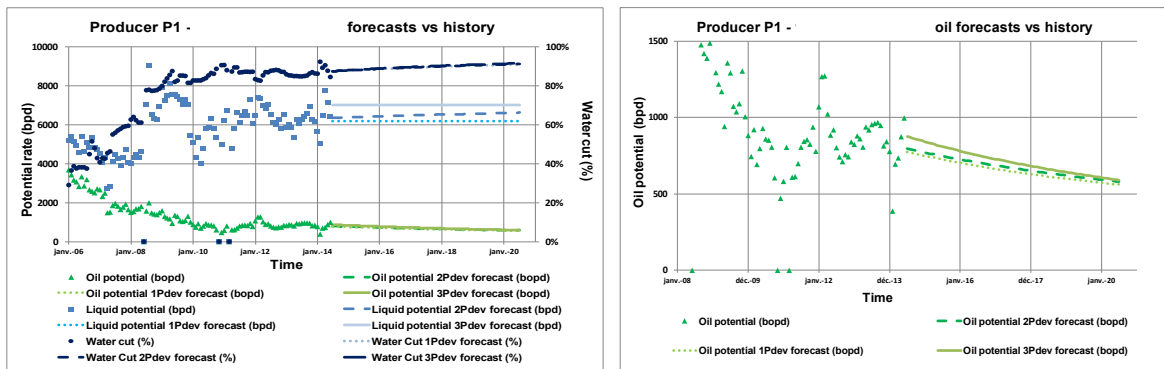 Producer P1 - forecasts vs history
10000
8000
6000
4000
2000
0
Potential rate (bpd)
100%
80%
60%
40%
20%
0%
Water cut (%)
janv.-06 janv.-08 janv.-10 janv.-12 janv.-14 janv.-16 janv.-18 janv.-20
Time
Oil potential (bopd) Oil potential 2Pdev forecast (bopd)
Oil potential 1Pdev forecast (bopd) Oil potential 3Pdev forecast (bopd)
Liquid potential (bpd) Liquid potential 2Pdev forecast (bpd)
Liquid potential 1Pdev forecast (bpd) Liquid potential 3Pdev forecast (bpd)
Water cut (%) Water Cut 1Pdev forecast (%)
Water Cut 2Pdev forecast (%) Water Cut 3Pdev forecast (%)
Producer P1 - oil forecasts vs history
1500
1000
500
0
Oil potential (bopd)
janv.-08 déc.-09 janv.-12 déc.-13 janv.-16 déc.-17 janv.-20
Time
Oil potential (bopd) Oil potential 2Pdev forecast (bopd)
Oil potential 1Pdev forecast (bopd) Oil potential 3Pdev forecast (bopd)